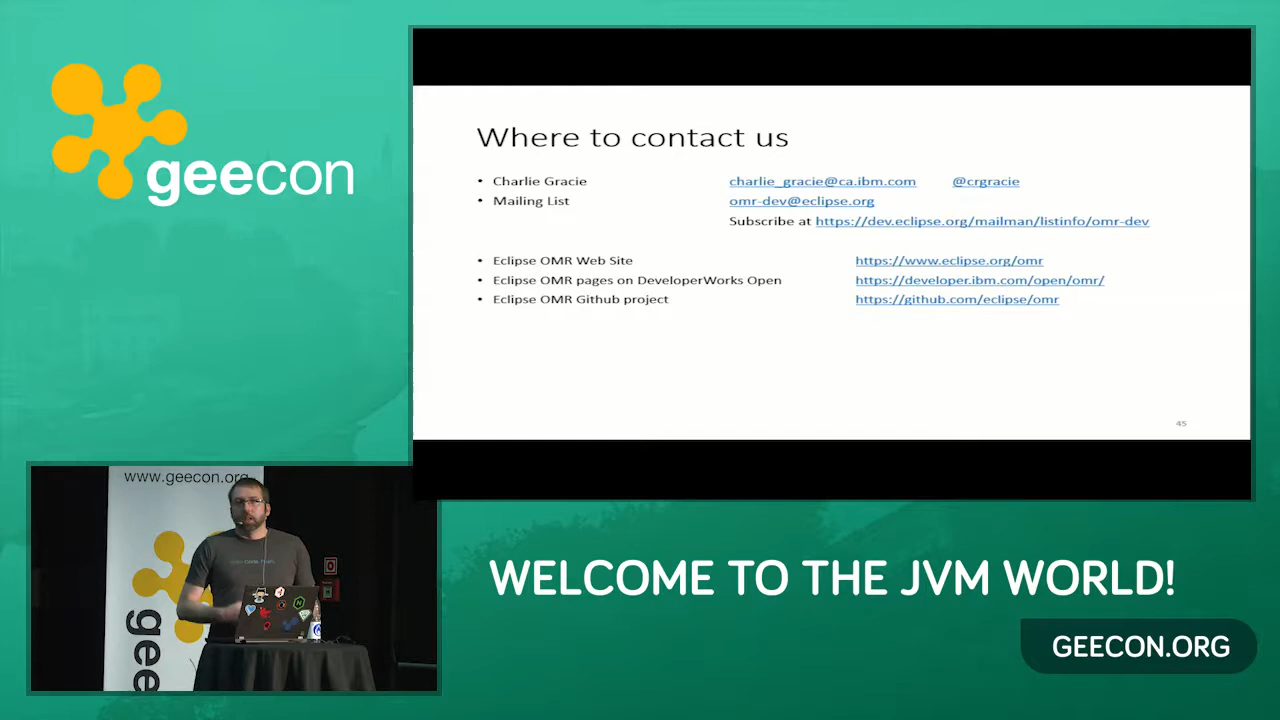 geecon
Where to contact us
• Charlie Gracie charlie_gracie@ca.ibm.com @crgracie
• Mailing List omr-dev@eclipse.org
Subscribe at https://dev.eclipse.org/mailman/listinfo/omr-dev
• Eclipse OMR Web Site https://www.eclipse.org/omr
• Eclipse OMR pages on DeveloperWorks Open https://developer.ibm.com/open/omr/
• Eclipse OMR Github project https://github.com/eclipse/omr
45
www.geecon.org
gee
WELCOME TO THE JVM WORLD!
GEECON.ORG